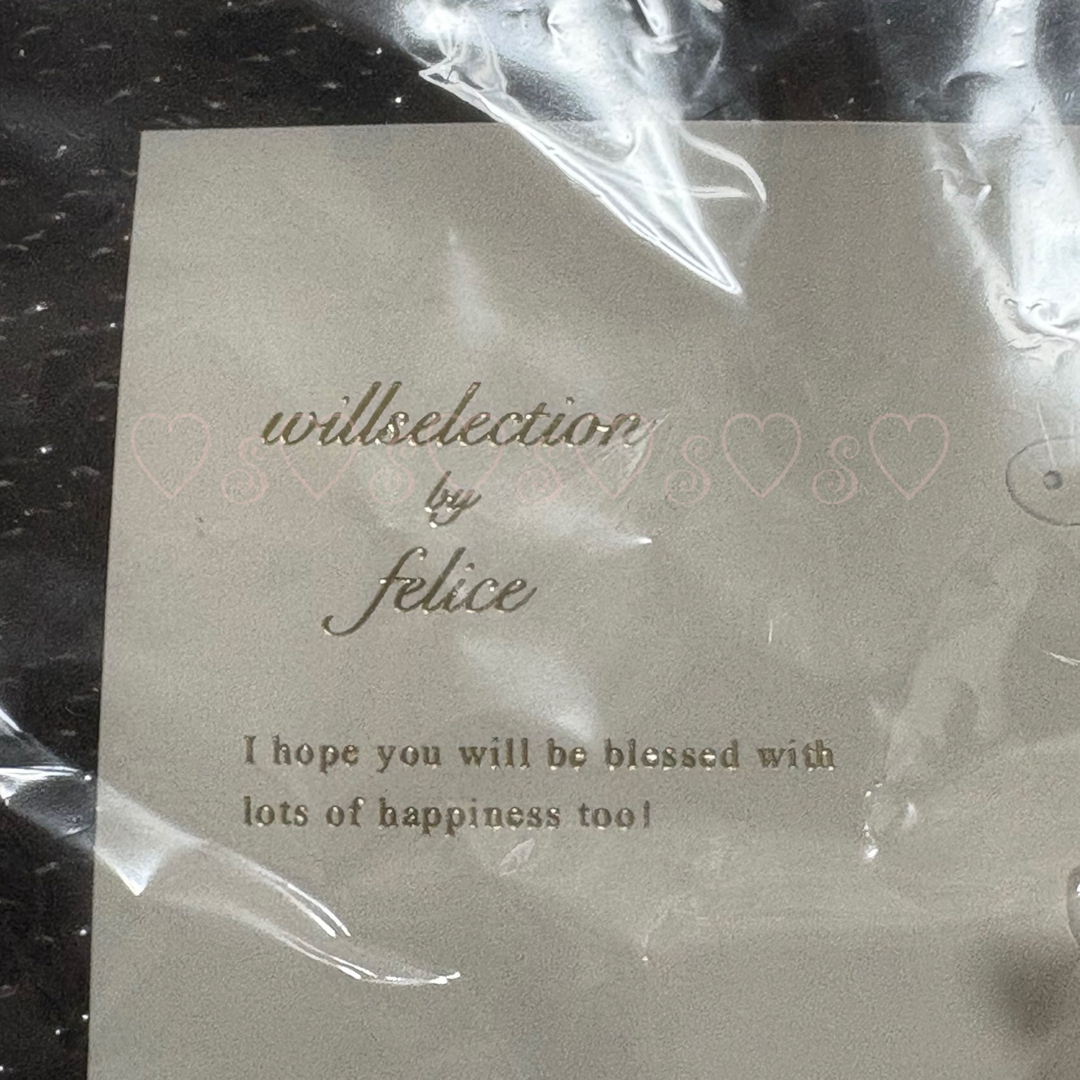 willselection
♡s♡s♡s♡s♡s♡
by
felice
I hope you will be blessed with
lots of happiness too!